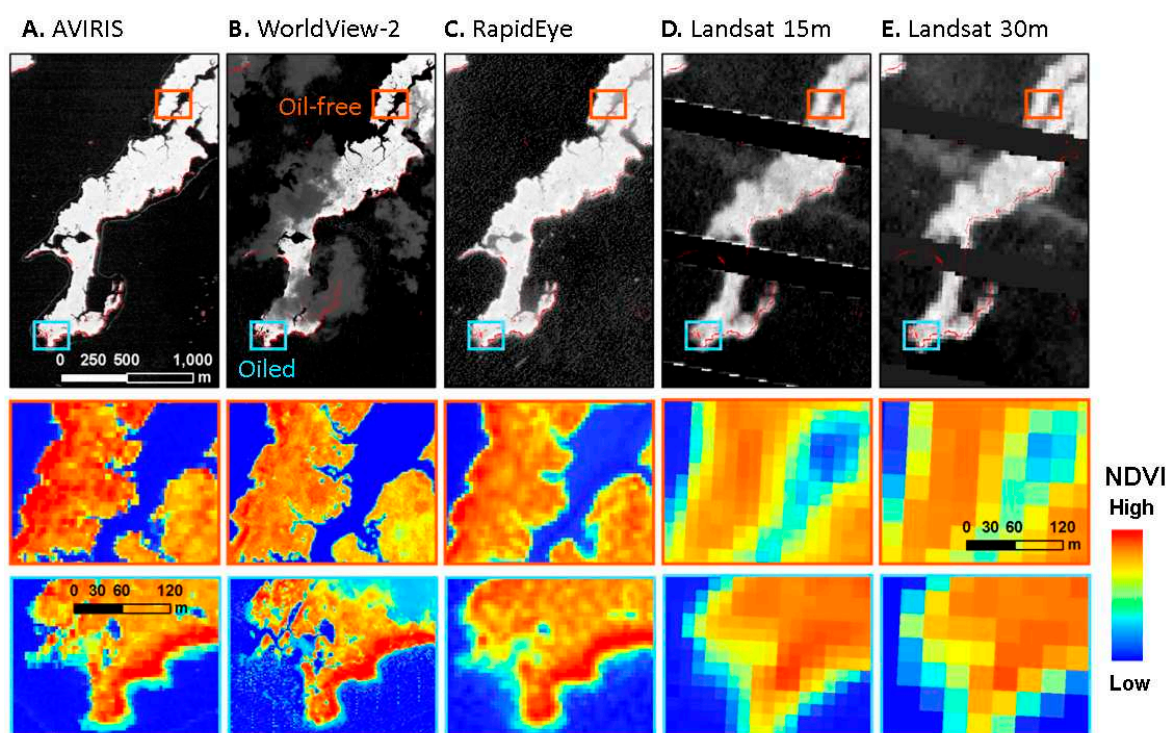 A. AVIRIS
B. WorldView-2
C. RapidEye
D. Landsat 15m
E. Landsat 30m
Oil-free
Oiled
0 250 500 1,000
m
NDVI
High
Low
0 30 60 120
m
0 30 60 120
m